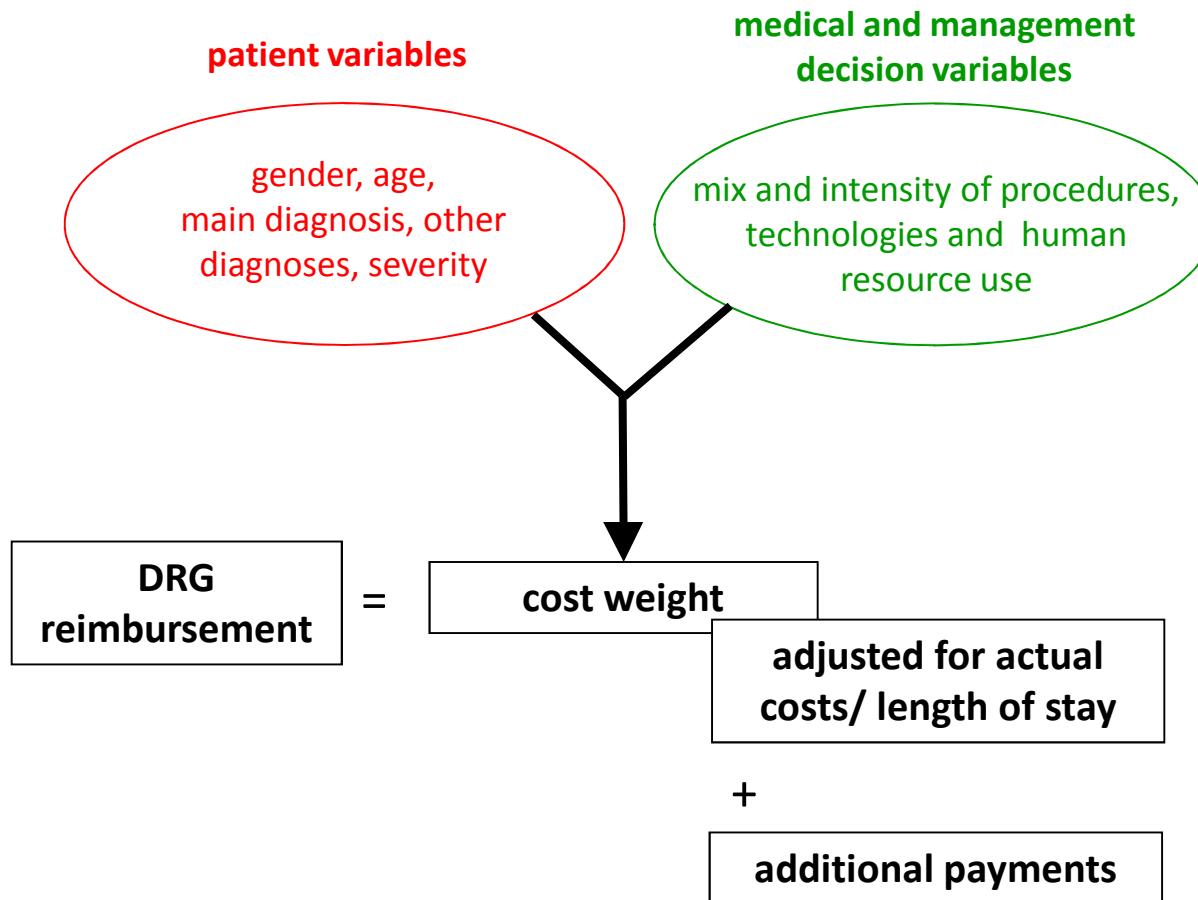 patient variables
medical and management
decision variables
gender, age,
main diagnosis, other
diagnoses, severity
mix and intensity of procedures,
technologies and human
resource use
DRG
reimbursement
=
cost weight
adjusted for actual
costs/ length of stay
+
additional payments